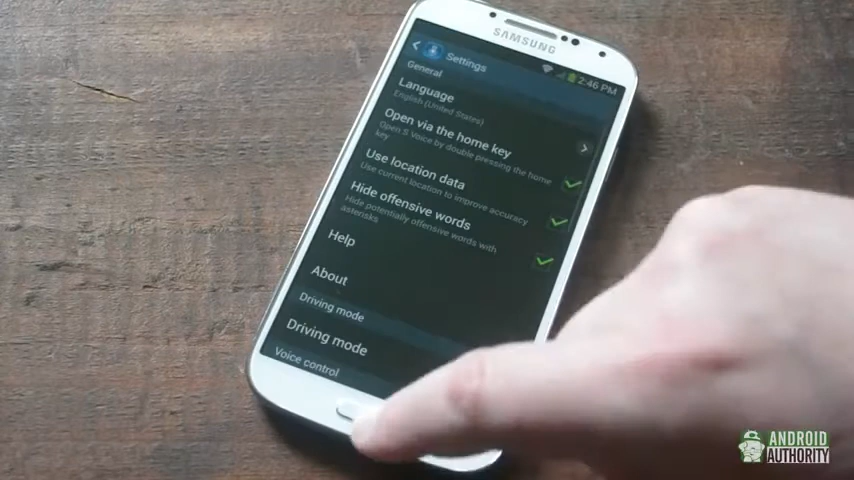 SAMSUNG
Settings
2:46 PM
General
Language
English (United States)
Open via the home key
Open S Voice by double pressing the home
key
Use location data
Use current location to improve accuracy
Hide offensive words
Hide potentially offensive words with
asterisks
Help
About
Driving mode
Driving mode
Voice control
ANDROID
AUTHORITY